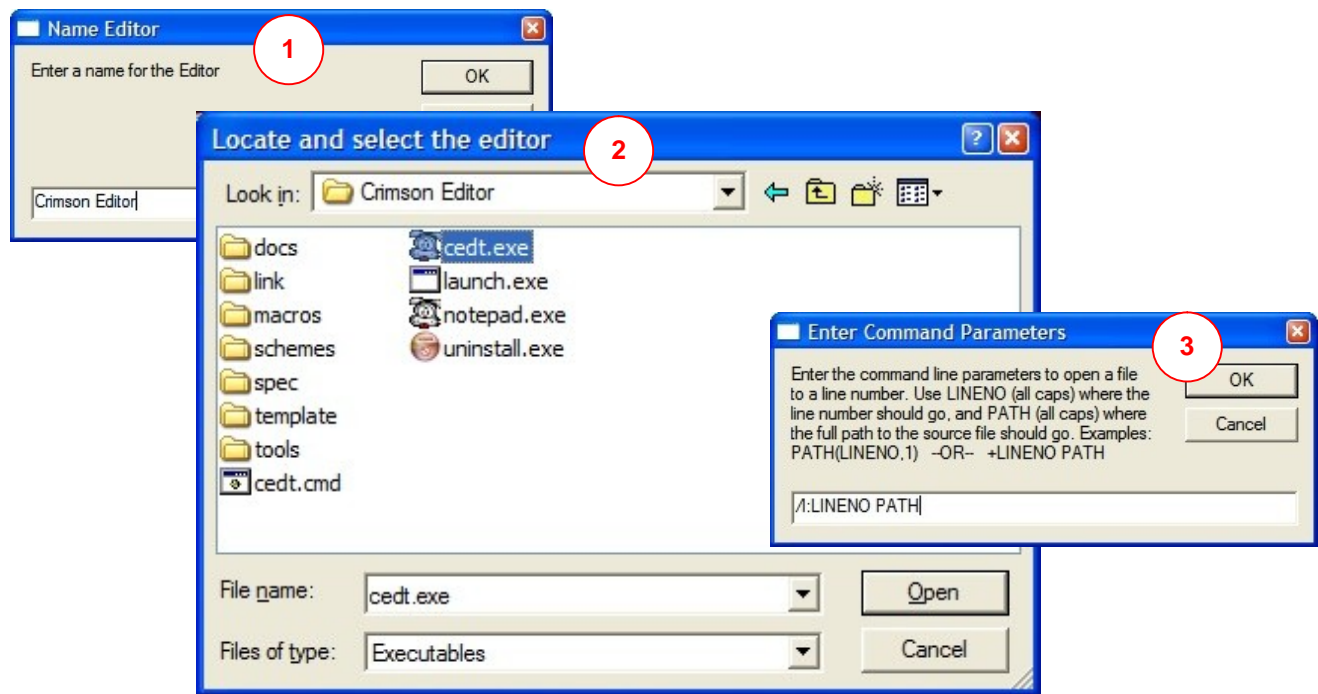 Name Editor
1
Enter a name for the Editor
OK
Crimson Editor
Locate and select the editor
2
Look in: Crimson Editor
docs
link
macros
schemes
spec
template
tools
cedt.cmd
cedt.exe
launch.exe
notepad.exe
uninstall.exe
File name: cedt.exe
Open
Files of type: Executables
Cancel
Enter Command Parameters
3
Enter the command line parameters to open a file
to a line number. Use LINENO (all caps) where the
line number should go, and PATH (all caps) where
the full path to the source file should go. Examples:
PATH(LINENO,1) --OR-- +LINENO PATH
OK
Cancel
/l:LINENO PATH